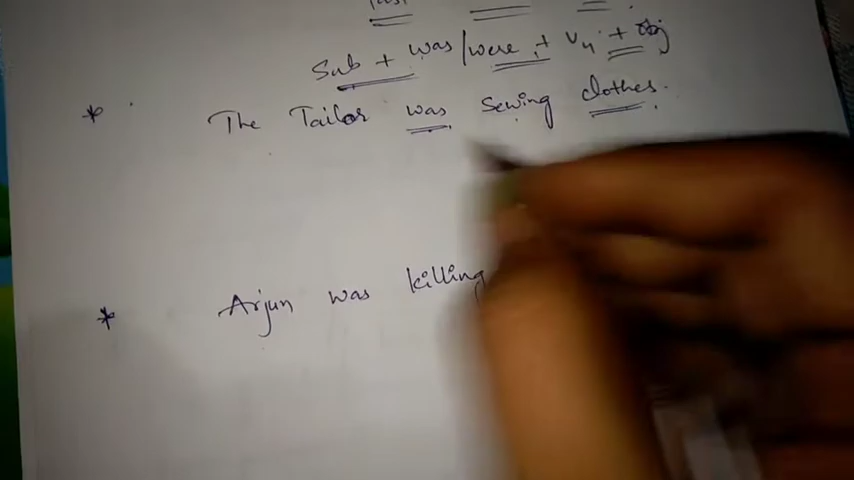 Sub + was/were + V4 + obj
* The Tailor was Sewing clothes.
* Arjun was killing